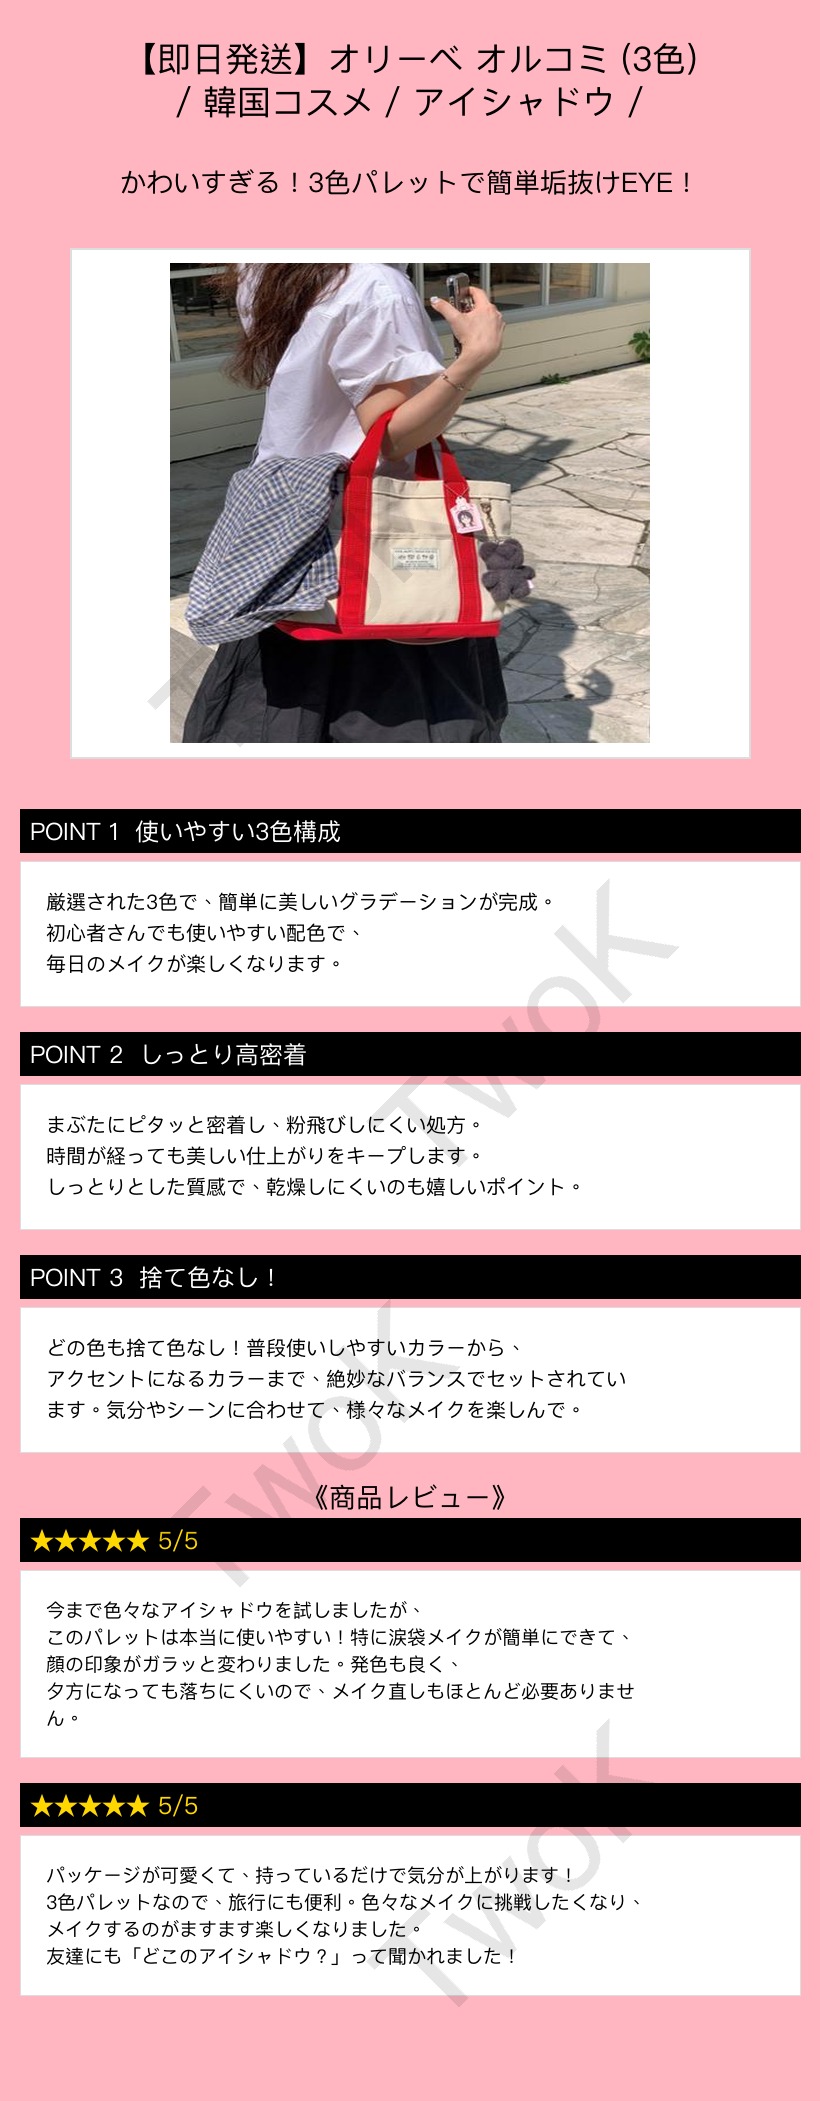 【即日発送】オリーベ オルコミ (3色)
/ 韓国コスメ / アイシャドウ /
かわいすぎる！3色パレットで簡単垢抜けEYE！
POINT 1 使いやすい3色構成
厳選された3色で、簡単に美しいグラデーションが完成。
初心者さんでも使いやすい配色で、
毎日のメイクが楽しくなります。
POINT 2 しっとり高密着
まぶたにピタッと密着し、粉飛びしにくい処方。
時間が経っても美しい仕上がりをキープします。
しっとりとした質感で、乾燥しにくいのも嬉しいポイント。
POINT 3 捨て色なし！
どの色も捨て色なし！普段使いしやすいカラーから、
アクセントになるカラーまで、絶妙なバランスでセットされてい
ます。気分やシーンに合わせて、様々なメイクを楽しんで。
《商品レビュー》
★★★★★ 5/5
今まで色々なアイシャドウを試しましたが、
このパレットは本当に使いやすい！特に涙袋メイクが簡単にできて、
顔の印象がガラッと変わりました。発色も良く、
夕方になっても落ちにくいので、メイク直しもほとんど必要ありませ
ん。
★★★★★ 5/5
パッケージが可愛くて、持っているだけで気分が上がります！
3色パレットなので、旅行にも便利。色々なメイクに挑戦したくなり、
メイクするのがますます楽しくなりました。
友達にも「どこのアイシャドウ？」って聞かれました！
TwoK
TwoK
TwoK
TwoK